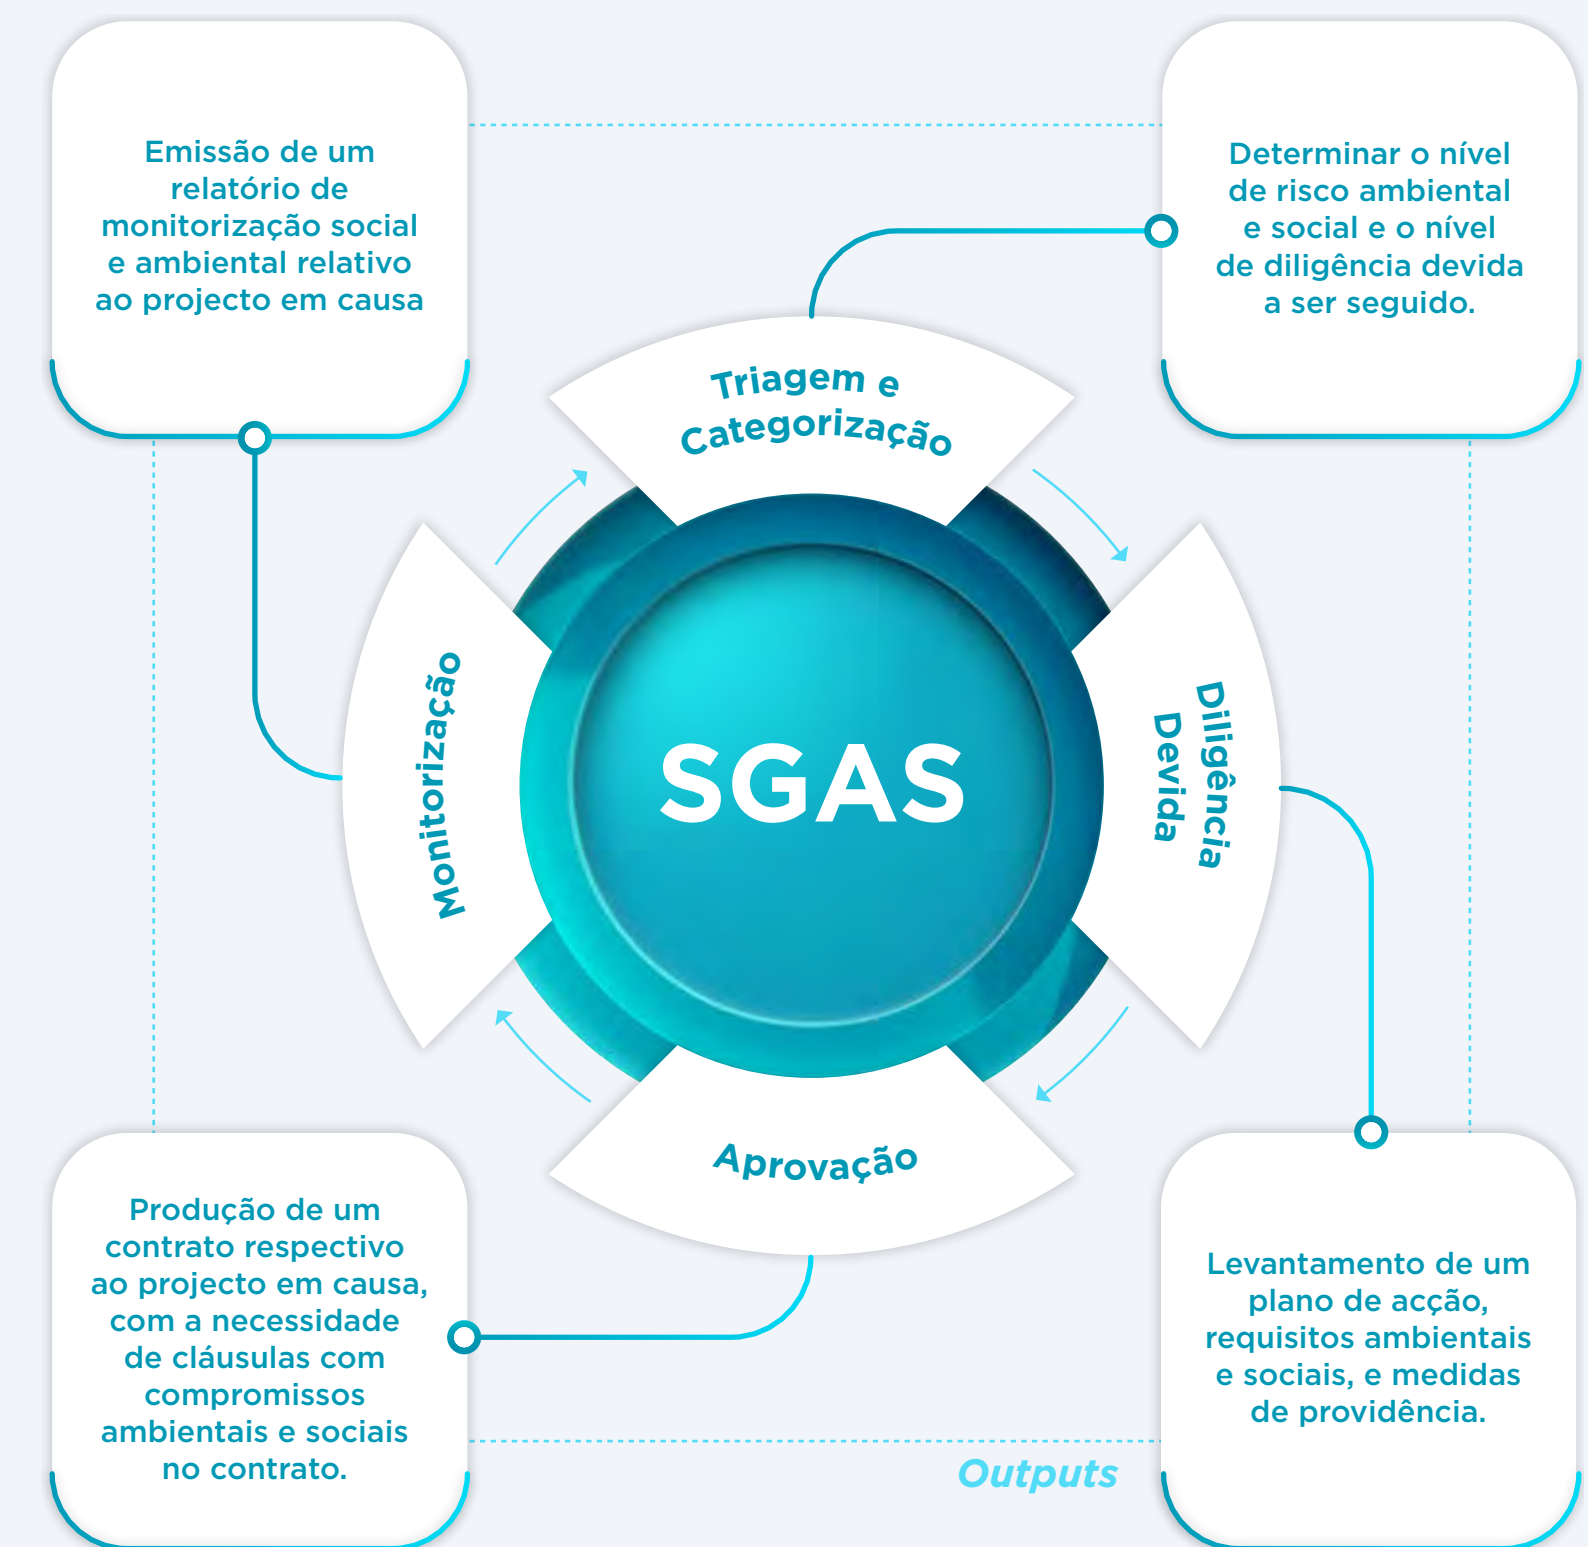 Emissão de um
relatório de
monitorização social
e ambiental relativo
ao projecto em causa
Determinar o nível
de risco ambiental
e social e o nível
de diligência devida
a ser seguido.
Triagem e
Categorização
Monitorização
SGAS
Diligência
Devida
Aprovação
Produção de um
contrato respectivo
ao projecto em causa,
com a necessidade
de cláusulas com
compromissos
ambientais e sociais
no contrato.
Levantamento de um
plano de acção,
requisitos ambientais
e sociais, e medidas
de providência.
Outputs